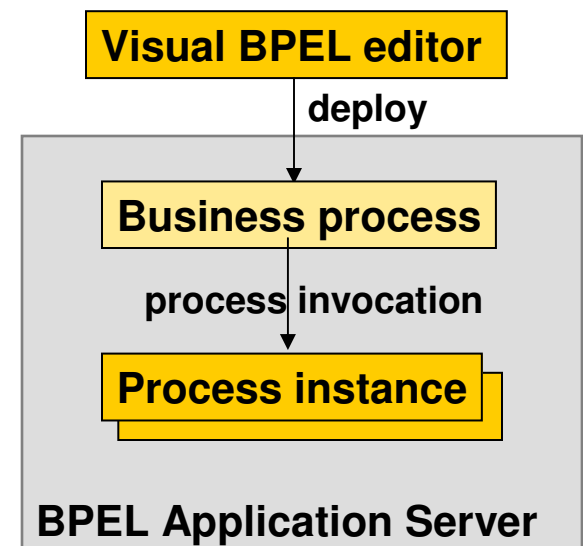 Visual BPEL editor
deploy
Business process
process invocation
Process instance
BPEL Application Server